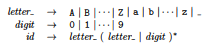 letter_ → A | B | ··· | Z | a | b | ··· | z | _
digit → 0 | 1 | ··· | 9
id → letter_ ( letter_ | digit )*